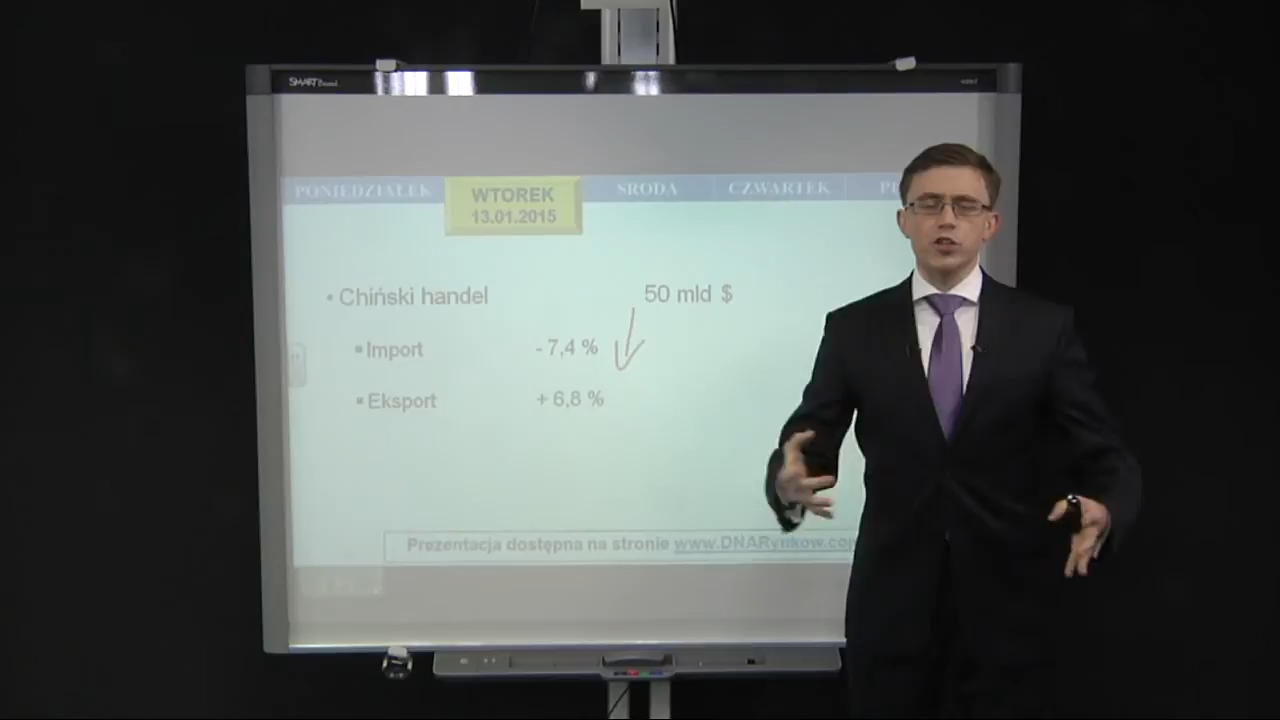 SMART Board
PONIEDZIAŁEK
WTOREK
13.01.2015
ŚRODA
CZWARTEK
• Chiński handel 50 mld $
▪ Import - 7,4 %
▪ Eksport + 6,8 %
Prezentacja dostępna na stronie www.DNARynkow.co